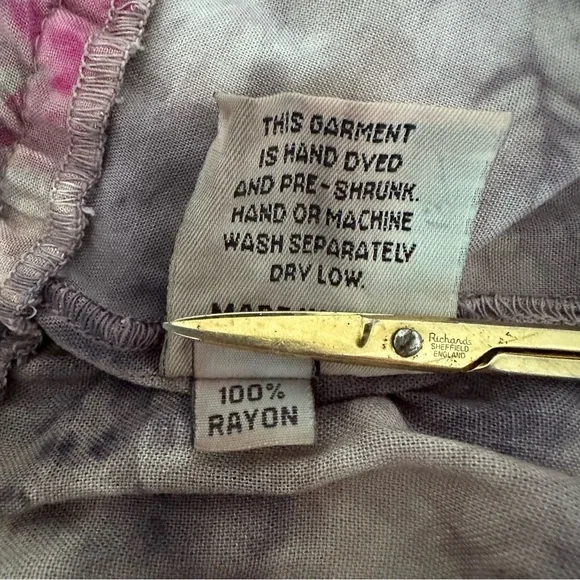 THIS GARMENT
IS HAND DYED
AND PRE-SHRUNK.
HAND OR MACHINE
WASH SEPARATELY
DRY LOW.
Richards
SHEFFIELD
ENGLAND
100%
RAYON